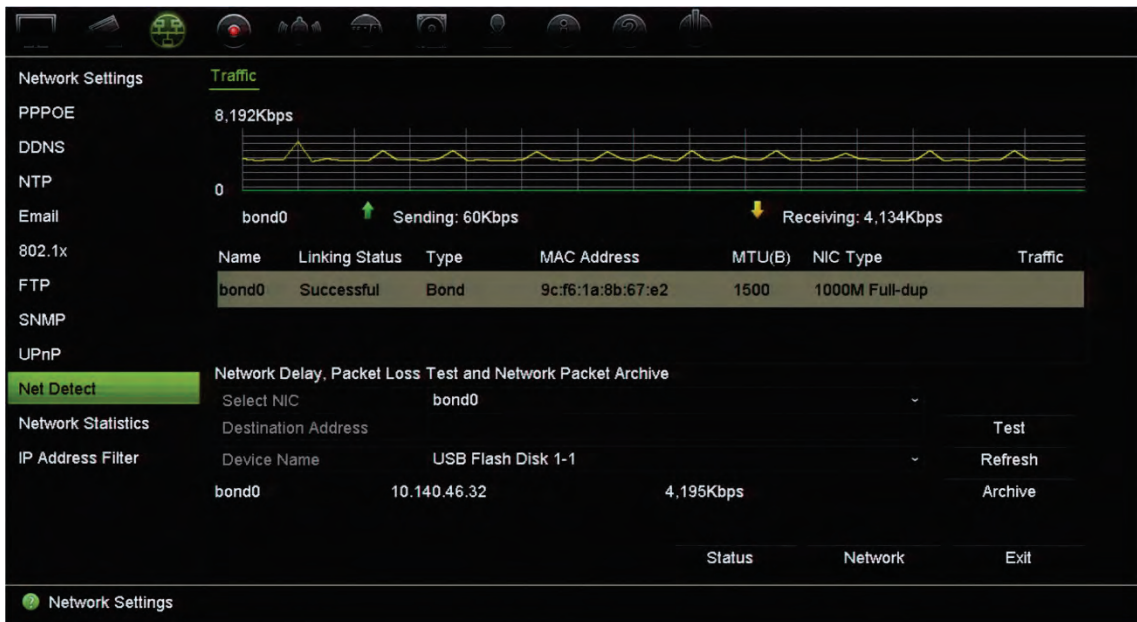 Network Settings
Traffic
PPPOE
8,192Kbps
DDNS
NTP
0
Email
bond0 Sending: 60Kbps Receiving: 4,134Kbps
802.1x
Name Linking Status Type MAC Address MTU(B) NIC Type Traffic
FTP
bond0 Successful Bond 9c:f6:1a:8b:67:e2 1500 1000M Full-dup
SNMP
UPnP
Network Delay, Packet Loss Test and Network Packet Archive
Net Detect
Select NIC bond0
Network Statistics
Destination Address Test
IP Address Filter
Device Name USB Flash Disk 1-1 Refresh
bond0 10.140.46.32 4,195Kbps Archive
Status Network Exit
Network Settings